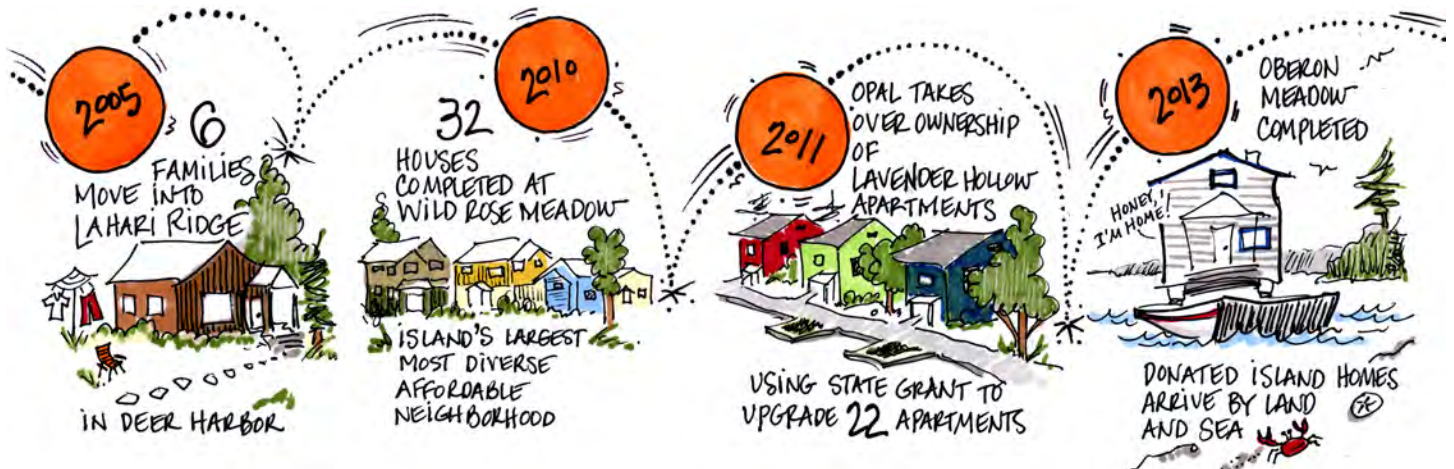 2005
6
FAMILIES
MOVE INTO
LAHARI RIDGE
IN DEER HARBOR
2010
32
HOUSES
COMPLETED AT
WILD ROSE MEADOW
ISLAND'S LARGEST
MOST DIVERSE
AFFORDABLE
NEIGHBORHOOD
2011
OPAL TAKES
OVER OWNERSHIP
OF
LAVENDER HOLLOW
APARTMENTS
USING STATE GRANT TO
UPGRADE 22 APARTMENTS
2013
OBERON
MEADOW
COMPLETED
HONEY,
I'M HOME!
DONATED ISLAND HOMES
ARRIVE BY LAND
AND SEA